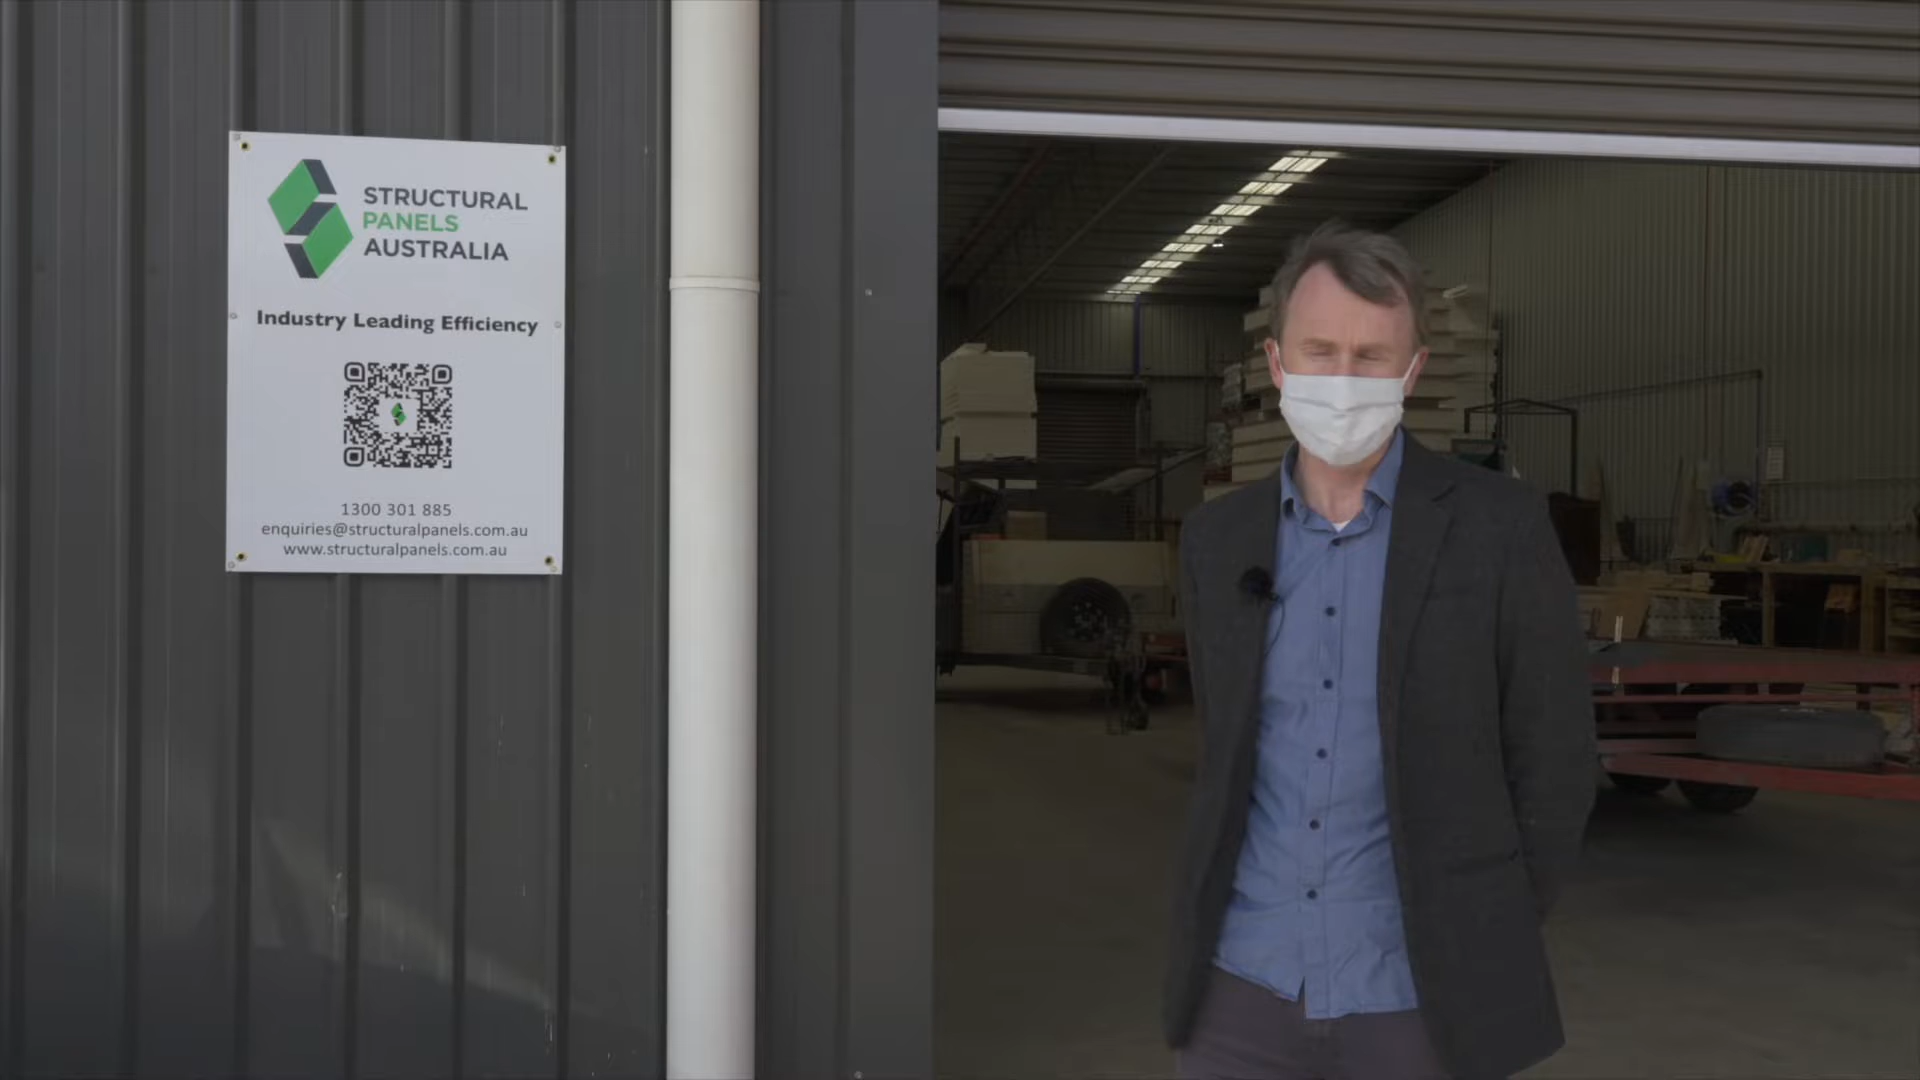 STRUCTURAL
PANELS
AUSTRALIA
Industry Leading Efficiency
1300 301 885
enquiries@structuralpanels.com.au
www.structuralpanels.com.au